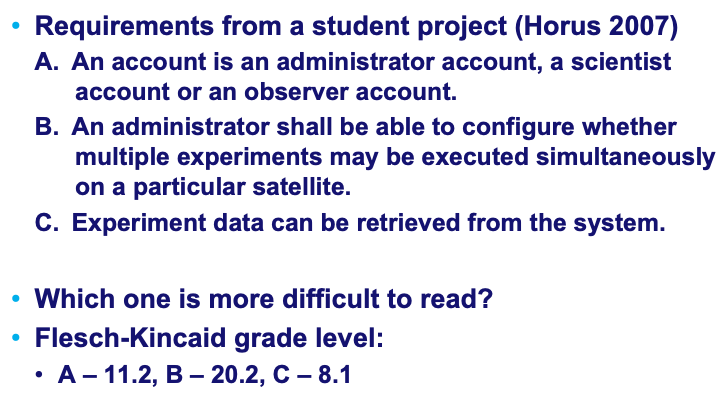 • Requirements from a student project (Horus 2007)
A. An account is an administrator account, a scientist
account or an observer account.
B. An administrator shall be able to configure whether
multiple experiments may be executed simultaneously
on a particular satellite.
C. Experiment data can be retrieved from the system.
• Which one is more difficult to read?
• Flesch-Kincaid grade level:
• A – 11.2, B – 20.2, C – 8.1